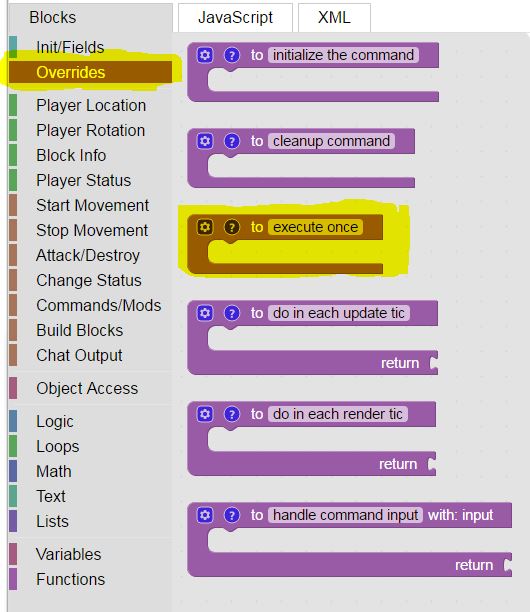 Blocks
JavaScript
XML
Init/Fields
Overrides
Player Location
Player Rotation
Block Info
Player Status
Start Movement
Stop Movement
Attack/Destroy
Change Status
Commands/Mods
Build Blocks
Chat Output
Object Access
Logic
Loops
Math
Text
Lists
Variables
Functions
? to initialize the command
? to cleanup command
? to execute once
? to do in each update tic
return
? to do in each render tic
return
? to handle command input with: input
return